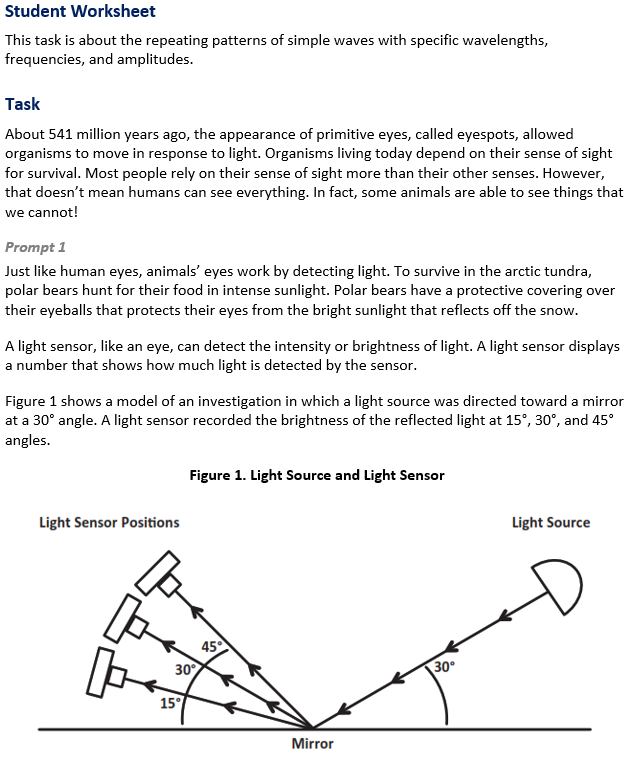 Student Worksheet
This task is about the repeating patterns of simple waves with specific wavelengths,
frequencies, and amplitudes.
Task
About 541 million years ago, the appearance of primitive eyes, called eyespots, allowed
organisms to move in response to light. Organisms living today depend on their sense of sight
for survival. Most people rely on their sense of sight more than their other senses. However,
that doesn’t mean humans can see everything. In fact, some animals are able to see things that
we cannot!
Prompt 1
Just like human eyes, animals’ eyes work by detecting light. To survive in the arctic tundra,
polar bears hunt for their food in intense sunlight. Polar bears have a protective covering over
their eyeballs that protects their eyes from the bright sunlight that reflects off the snow.
A light sensor, like an eye, can detect the intensity or brightness of light. A light sensor displays
a number that shows how much light is detected by the sensor.
Figure 1 shows a model of an investigation in which a light source was directed toward a mirror
at a 30° angle. A light sensor recorded the brightness of the reflected light at 15°, 30°, and 45°
angles.
Figure 1. Light Source and Light Sensor
Light Sensor Positions
Light Source
45°
30°
30°
15°
Mirror